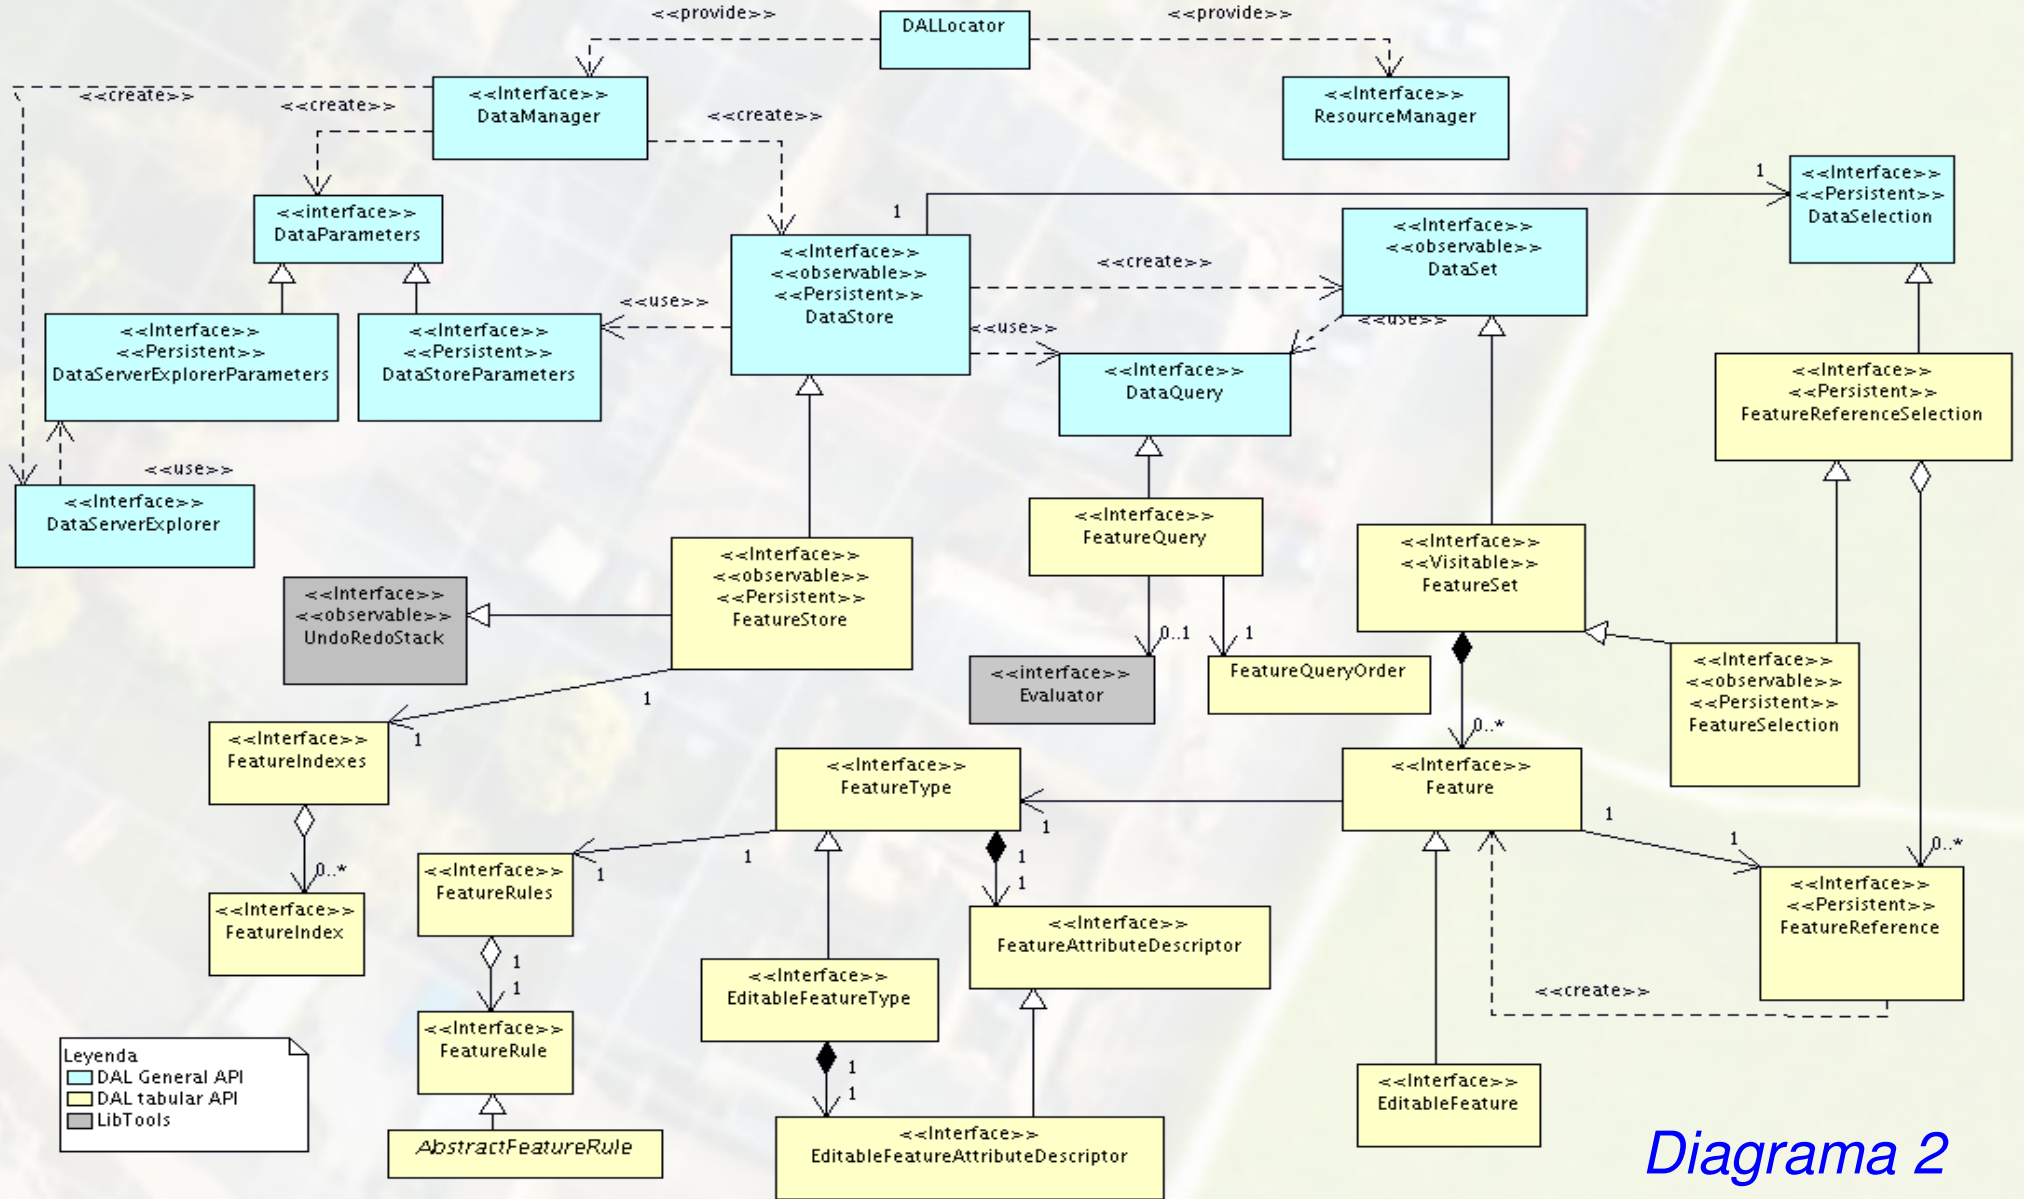 <<provide>>
DALLocator
<<provide>>
<<create>>
<<create>>
<<Interface>>
DataManager
<<create>>
<<Interface>>
ResourceManager
<<interface>>
DataParameters
1
1
<<Interface>>
<<Persistent>>
DataSelection
<<Interface>>
<<observable>>
<<Persistent>>
DataStore
<<create>>
<<Interface>>
<<observable>>
DataSet
<<use>>
<<use>>
<<use>>
<<Interface>>
<<Persistent>>
DataServerExplorerParameters
<<Interface>>
<<Persistent>>
DataStoreParameters
<<Interface>>
DataQuery
<<Interface>>
<<Persistent>>
FeatureReferenceSelection
<<use>>
<<Interface>>
DataServerExplorer
<<Interface>>
FeatureQuery
<<Interface>>
<<Visitable>>
FeatureSet
<<Interface>>
<<observable>>
<<Persistent>>
FeatureStore
<<Interface>>
<<observable>>
UndoRedoStack
0..1
1
<<interface>>
Evaluator
FeatureQueryOrder
<<Interface>>
<<observable>>
<<Persistent>>
FeatureSelection
1
1
0..*
<<Interface>>
FeatureIndexes
<<Interface>>
FeatureType
<<Interface>>
Feature
1
1
1
0..*
1
1
1
1
0..*
<<Interface>>
FeatureRules
<<Interface>>
<<Persistent>>
FeatureReference
<<Interface>>
FeatureIndex
<<Interface>>
FeatureAttributeDescriptor
1
1
<<Interface>>
EditableFeatureType
<<create>>
<<Interface>>
FeatureRule
Leyenda
DAL General API
DAL tabular API
LibTools
1
1
<<Interface>>
EditableFeature
AbstractFeatureRule
<<Interface>>
EditableFeatureAttributeDescriptor
Diagrama 2